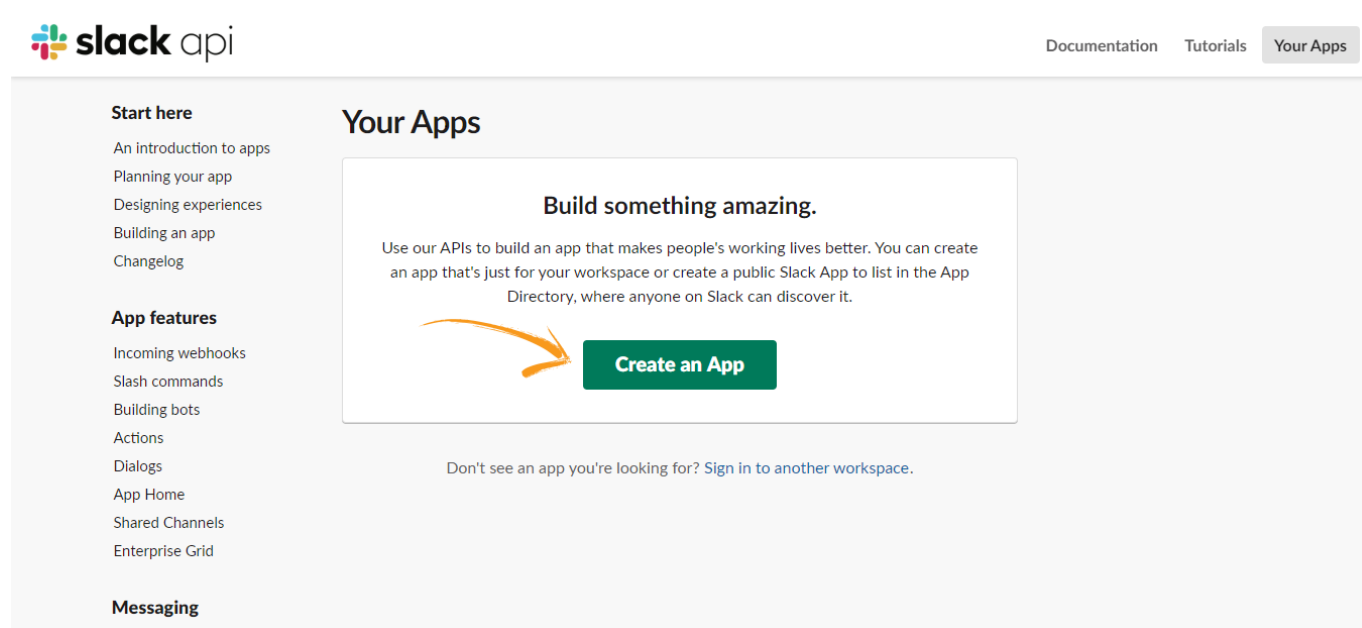 slack api
Documentation Tutorials Your Apps
Start here
An introduction to apps
Planning your app
Designing experiences
Building an app
Changelog
App features
Incoming webhooks
Slash commands
Building bots
Actions
Dialogs
App Home
Shared Channels
Enterprise Grid
Messaging
Your Apps
Build something amazing.
Use our APIs to build an app that makes people's working lives better. You can create
an app that's just for your workspace or create a public Slack App to list in the App
Directory, where anyone on Slack can discover it.
Create an App
Don't see an app you're looking for? Sign in to another workspace.